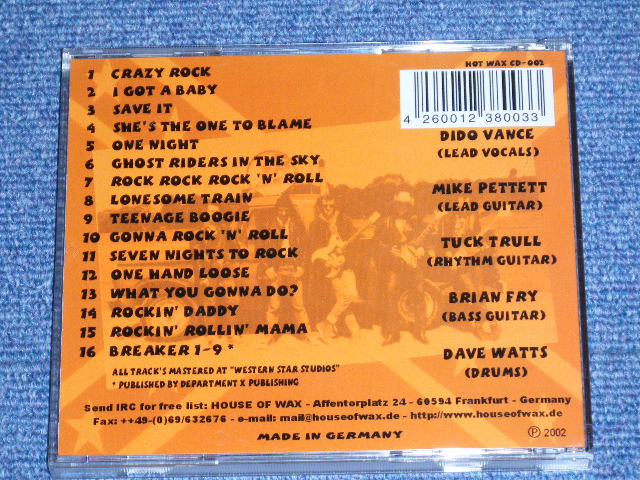 HOT WAX CD-002
1 CRAZY ROCK
2 I GOT A BABY
3 SAVE IT
4 SHE'S THE ONE TO BLAME
5 ONE NIGHT
6 GHOST RIDERS IN THE SKY
7 ROCK ROCK ROCK 'N' ROLL
8 LONESOME TRAIN
9 TEENAGE BOOGIE
10 GONNA ROCK 'N' ROLL
11 SEVEN NIGHTS TO ROCK
12 ONE HAND LOOSE
13 WHAT YOU GONNA DO?
14 ROCKIN' DADDY
15 ROCKIN' ROLLIN' MAMA
16 BREAKER 1-9 *
4 260012 380033
DIDO VANCE
(LEAD VOCALS)
MIKE PETTETT
(LEAD GUITAR)
TUCK TRULL
(RHYTHM GUITAR)
BRIAN FRY
(BASS GUITAR)
DAVE WATTS
(DRUMS)
ALL TRACK'S MASTERED AT "WESTERN STAR STUDIOS"
* PUBLISHED BY DEPARTMENT X PUBLISHING
Send IRC for free list: HOUSE OF WAX - Affentorplatz 24 - 60594 Frankfurt - Germany
Fax: ++49-(0)69/632676 - e-mail: mail@houseofwax.de - http://www.houseofwax.de
MADE IN GERMANY
℗ 2002